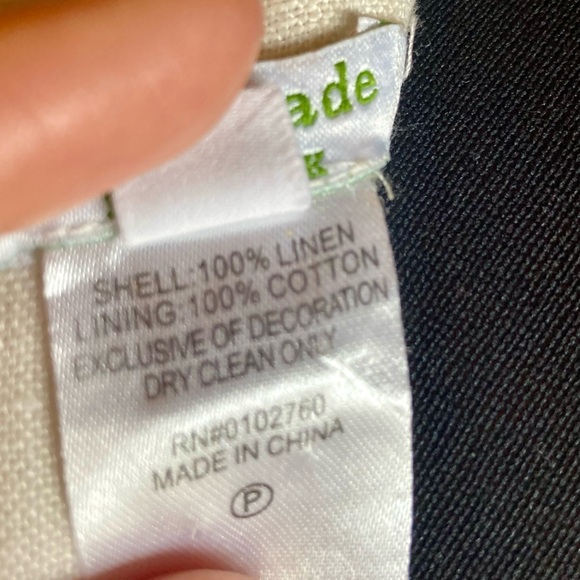 ade
K
SHELL:100% LINEN
LINING:100% COTTON
EXCLUSIVE OF DECORATION
DRY CLEAN ONLY
RN#0102760
MADE IN CHINA
P